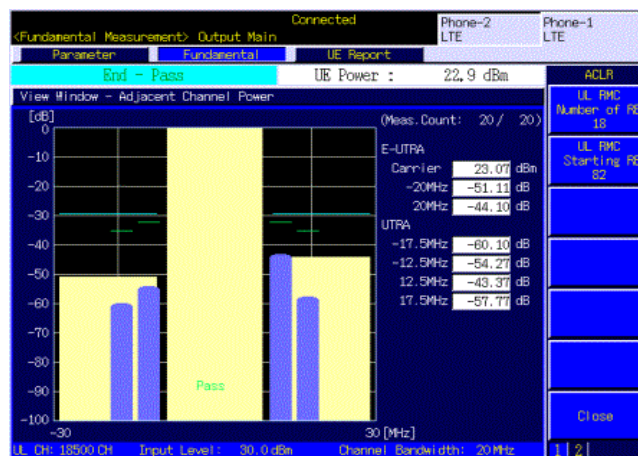 Connected
Phone-2
LTE
Phone-1
LTE
<Fundamental Measurement> Output Main
Parameter
Fundamental
UE Report
End - Pass
UE Power :
22.9 dBm
ACLR
View Window - Adjacent Channel Power
UL RMC
Number of RB
18
UL RMC
Starting RB
82
[dB]
(Meas.Count: 20/ 20)
0
-10
-20
-30
-40
-50
-60
-70
-80
-90
-100
E-UTRA
Carrier 23.07 dBm
-20MHz -51.11 dB
20MHz -44.10 dB
UTRA
-17.5MHz -60.10 dB
-12.5MHz -54.27 dB
12.5MHz -43.37 dB
17.5MHz -57.77 dB
Pass
-30
30 [MHz]
Close
UL CH: 18500 CH Input Level: 30.0 dBm Channel Bandwidth: 20 MHz
1 2